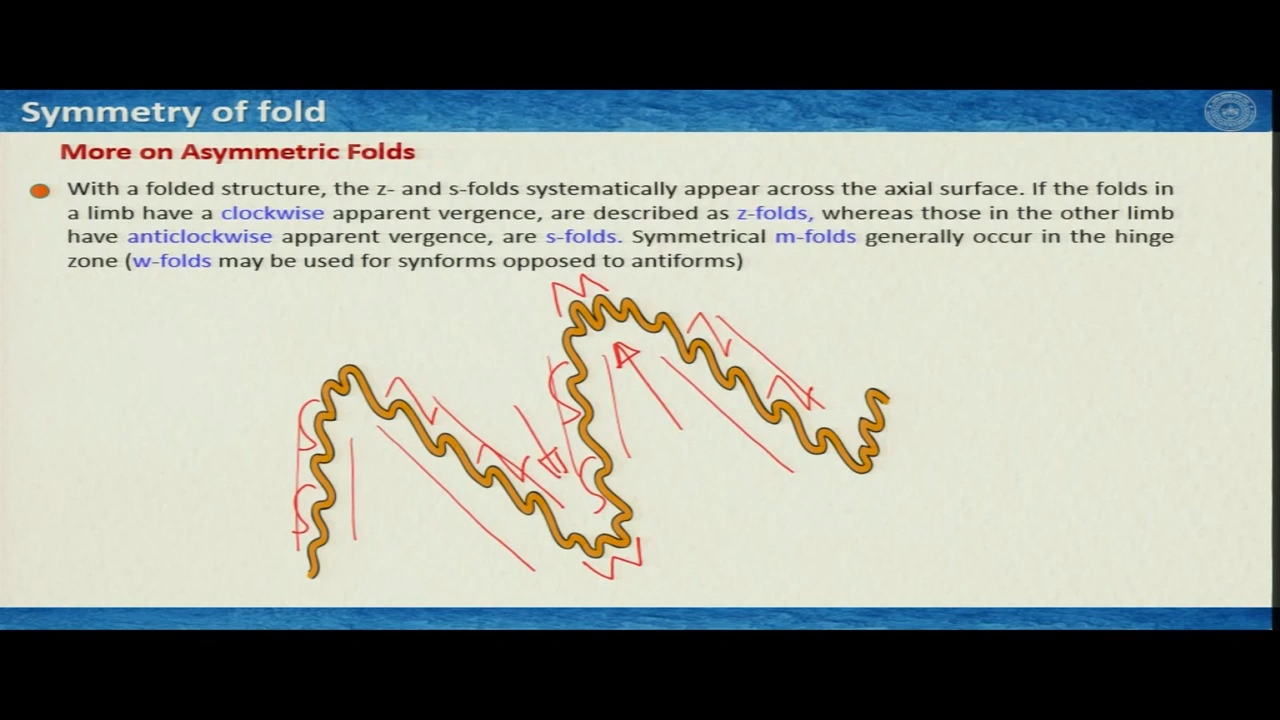 Symmetry of fold
More on Asymmetric Folds
With a folded structure, the z- and s-folds systematically appear across the axial surface. If the folds in
a limb have a clockwise apparent vergence, are described as z-folds, whereas those in the other limb
have anticlockwise apparent vergence, are s-folds. Symmetrical m-folds generally occur in the hinge
zone (w-folds may be used for synforms opposed to antiforms)
M
Z
S
Z
S
Z
Z
S
S
W